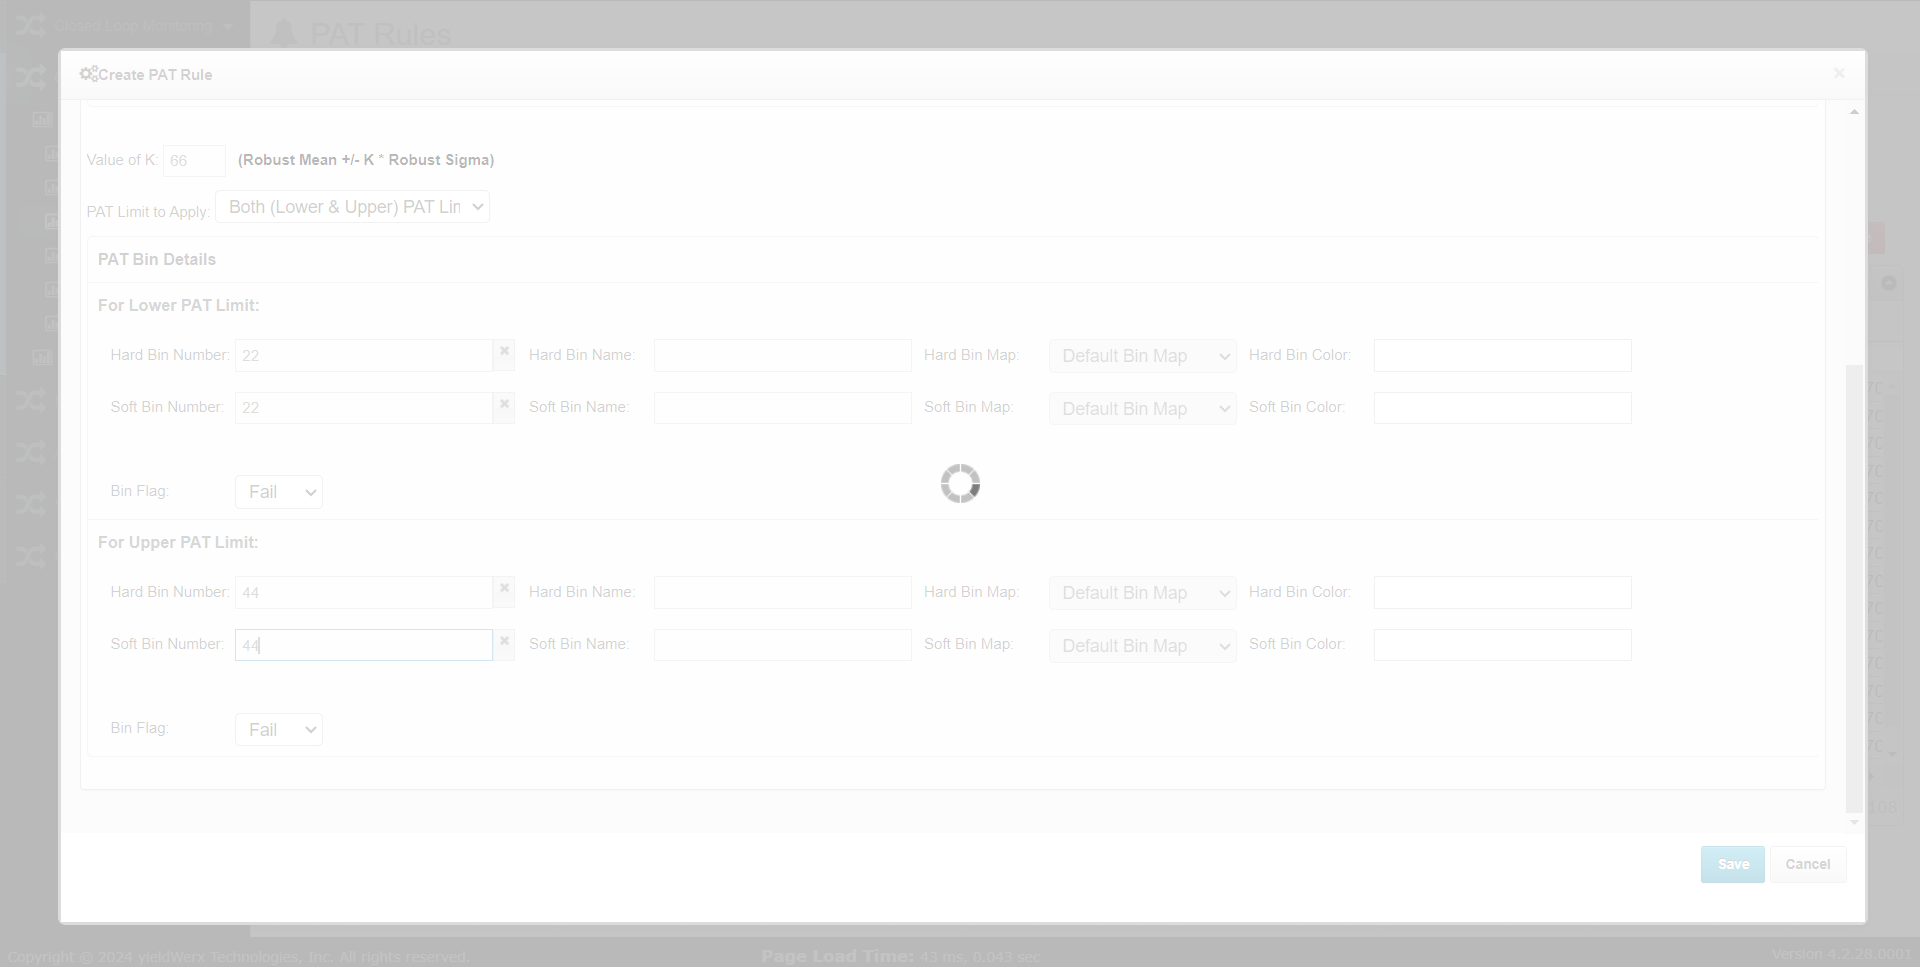 Closed Loop Monitoring
PAT Rules
Create PAT Rule
×
Value of K: 66 (Robust Mean +/- K * Robust Sigma)
PAT Limit to Apply: Both (Lower & Upper) PAT Lin
PAT Bin Details
For Lower PAT Limit:
Hard Bin Number: 22 Hard Bin Name: Hard Bin Map: Default Bin Map Hard Bin Color:
Soft Bin Number: 22 Soft Bin Name: Soft Bin Map: Default Bin Map Soft Bin Color:
Bin Flag: Fail
For Upper PAT Limit:
Hard Bin Number: 44 Hard Bin Name: Hard Bin Map: Default Bin Map Hard Bin Color:
Soft Bin Number: 44 Soft Bin Name: Soft Bin Map: Default Bin Map Soft Bin Color:
Bin Flag: Fail
Save Cancel
Copyright © 2024 yieldWerx Technologies, Inc. All rights reserved. Page Load Time: 43 ms, 0.043 sec Version 4.2.28.0001